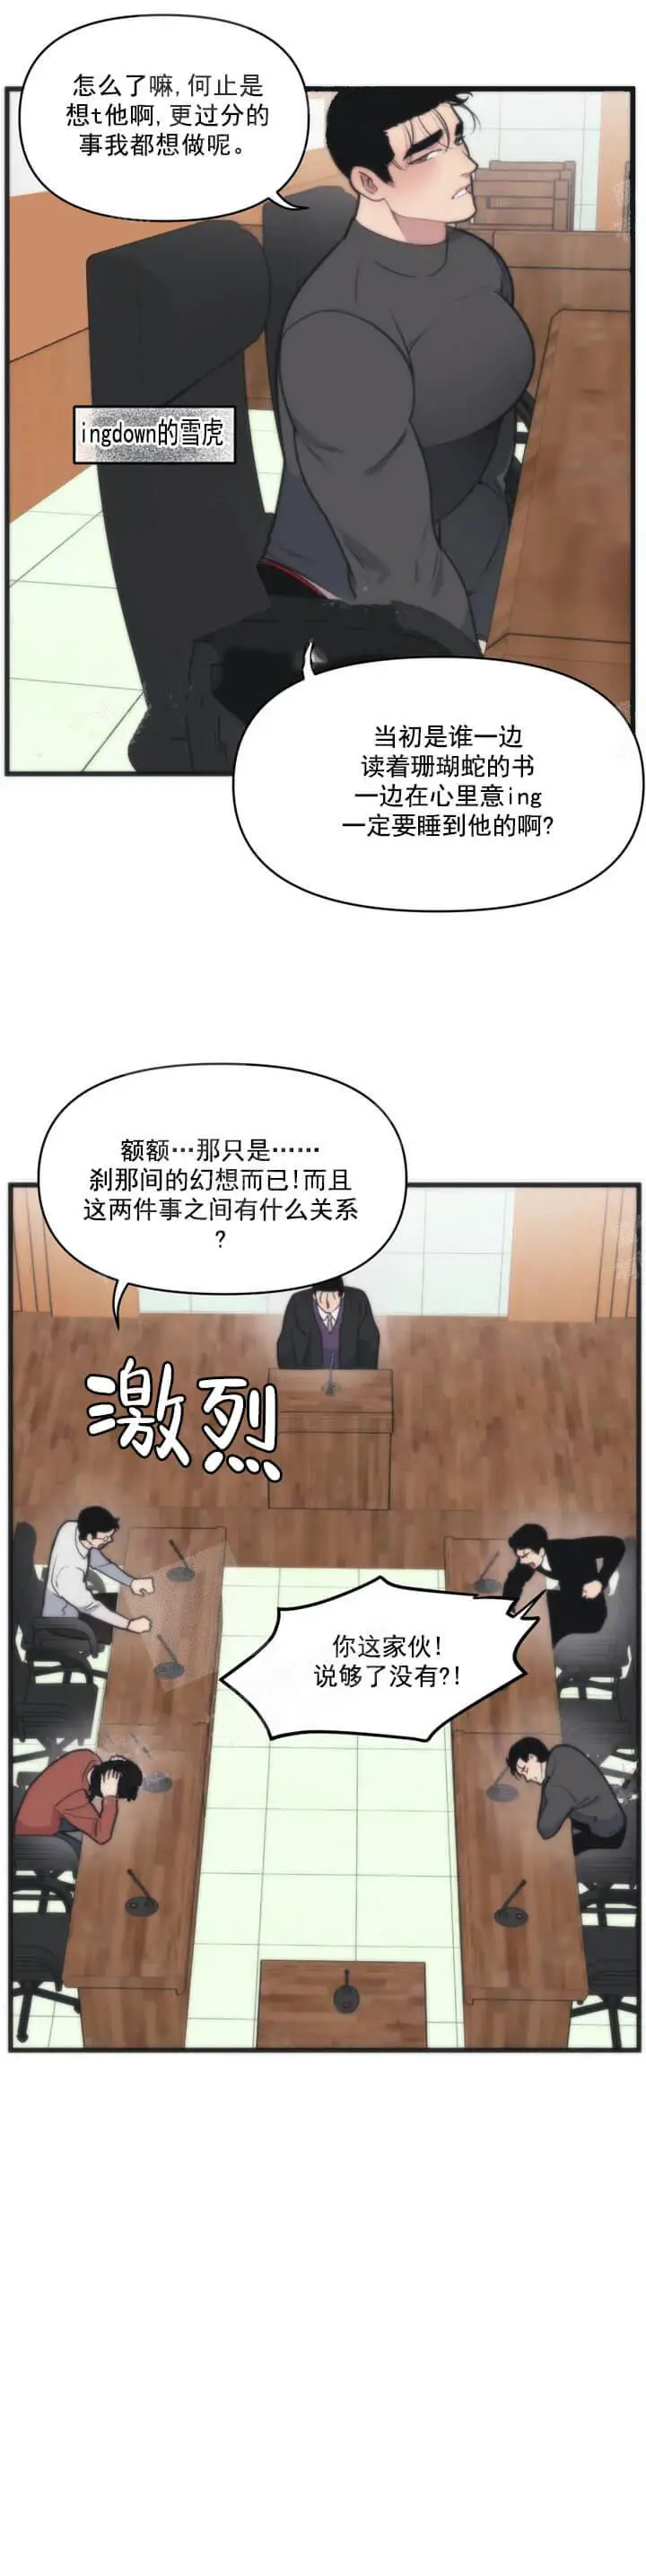 怎么了嘛,何止是
想t他啊,更过分的
事我都想做呢。
ingdown的雪虎
当初是谁一边
读着珊瑚蛇的书
一边在心里意ing
一定要睡到他的啊?
额额…那只是……
刹那间的幻想而已!而且
这两件事之间有什么关系
?
激烈
你这家伙!
说够了没有?!